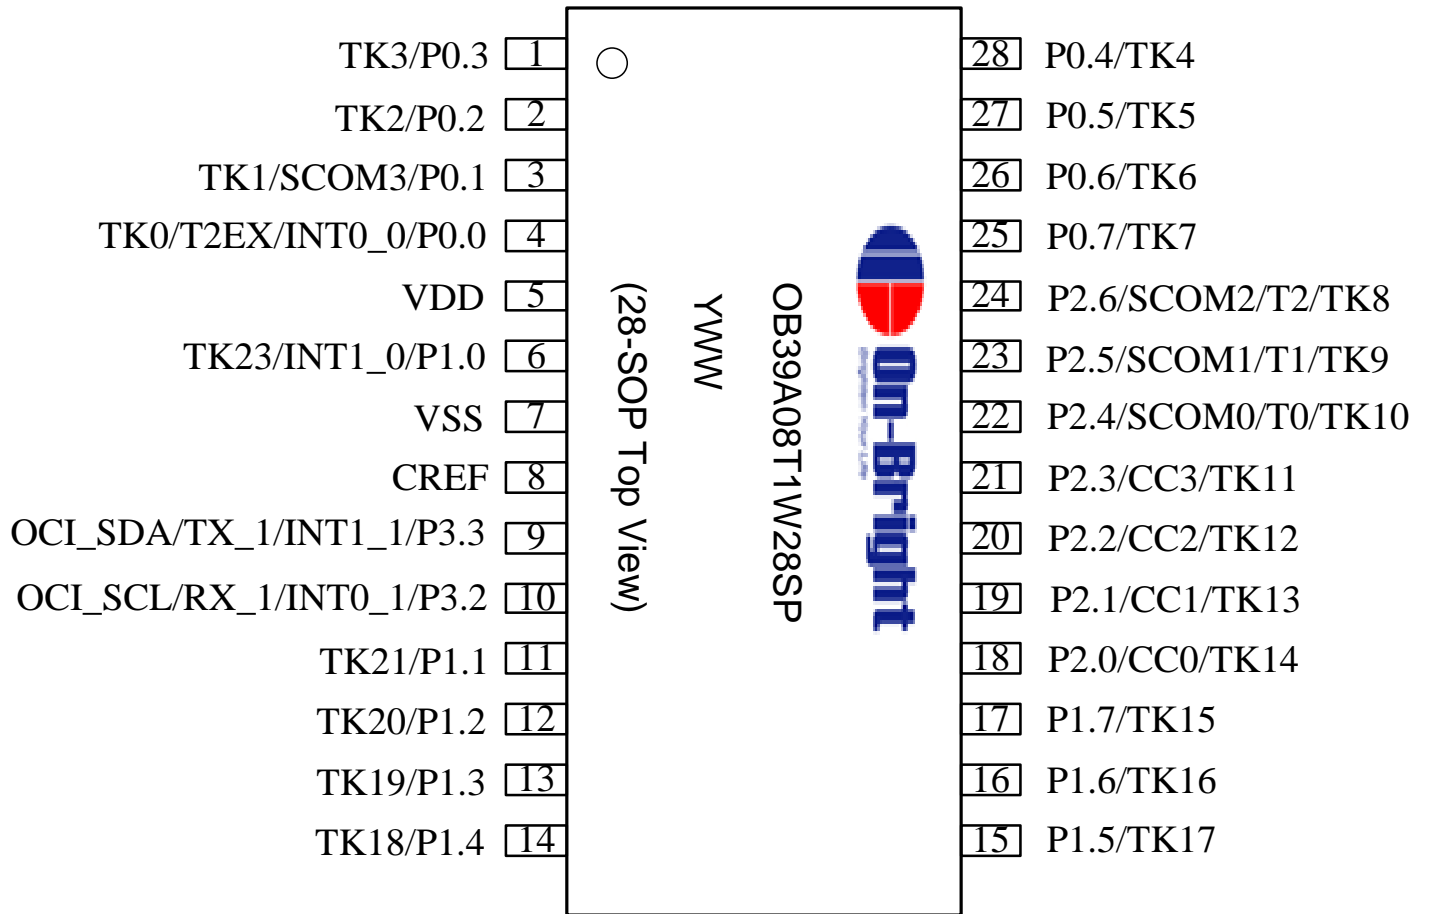 TK3/P0.3 1
TK2/P0.2 2
TK1/SCOM3/P0.1 3
TK0/T2EX/INT0_0/P0.0 4
VDD 5
TK23/INT1_0/P1.0 6
VSS 7
CREF 8
OCI_SDA/TX_1/INT1_1/P3.3 9
OCI_SCL/RX_1/INT0_1/P3.2 10
TK21/P1.1 11
TK20/P1.2 12
TK19/P1.3 13
TK18/P1.4 14
On-Bright
OB39A08T1W28SP
YWW
(28-SOP Top View)
28 P0.4/TK4
27 P0.5/TK5
26 P0.6/TK6
25 P0.7/TK7
24 P2.6/SCOM2/T2/TK8
23 P2.5/SCOM1/T1/TK9
22 P2.4/SCOM0/T0/TK10
21 P2.3/CC3/TK11
20 P2.2/CC2/TK12
19 P2.1/CC1/TK13
18 P2.0/CC0/TK14
17 P1.7/TK15
16 P1.6/TK16
15 P1.5/TK17